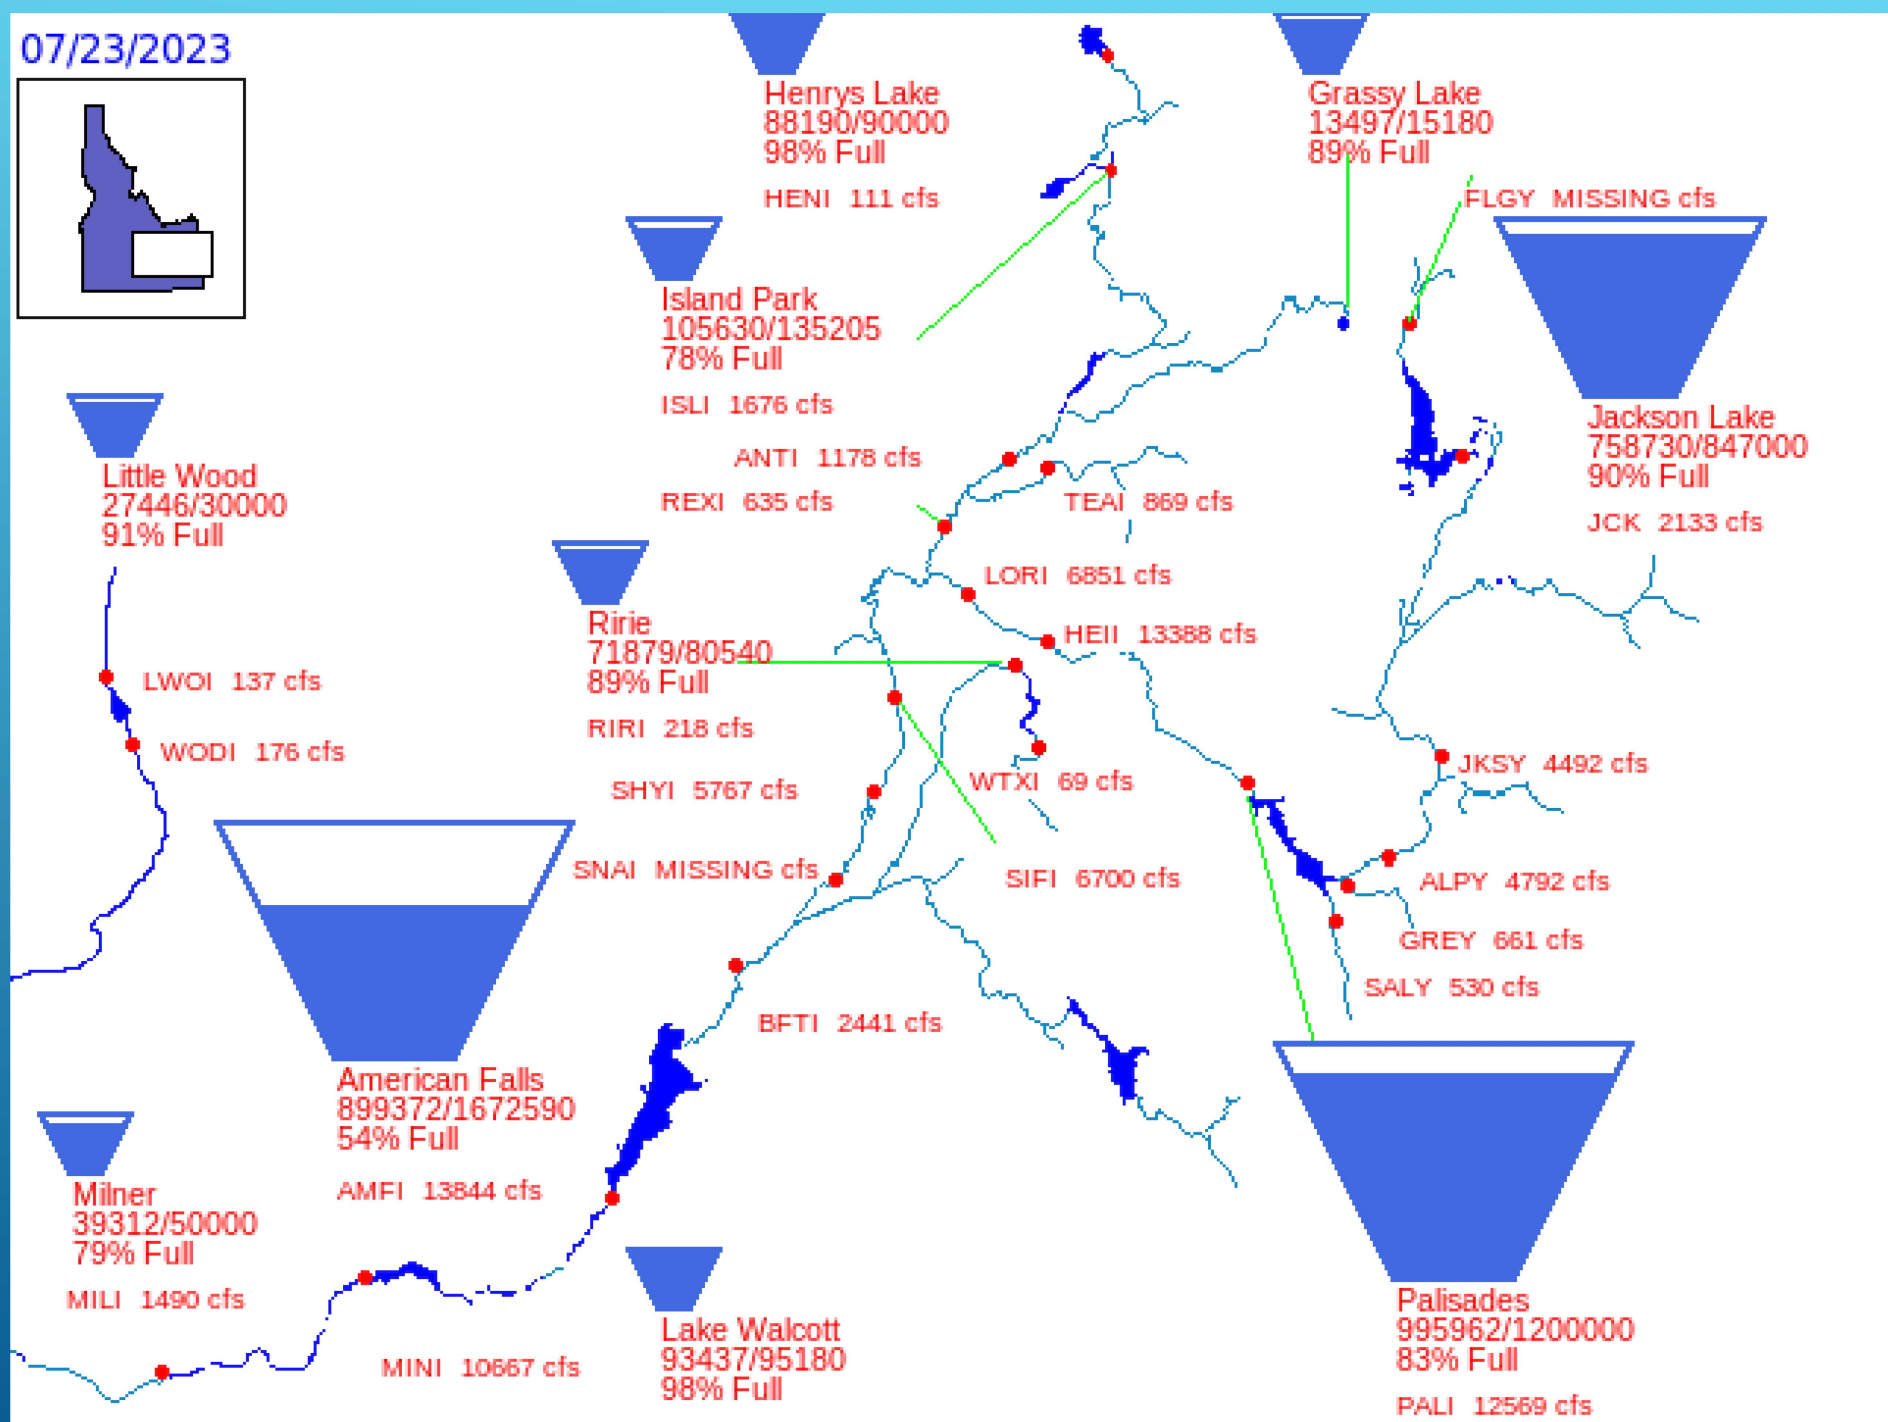 07/23/2023
Henrys Lake
88190/90000
98% Full
HENI 111 cfs
Grassy Lake
13497/15180
89% Full
FLGY MISSING cfs
Island Park
105630/135205
78% Full
ISLI 1676 cfs
Jackson Lake
758730/847000
90% Full
JCK 2133 cfs
Little Wood
27446/30000
91% Full
ANTI 1178 cfs
REXI 635 cfs
TEAI 869 cfs
LORI 6851 cfs
HEII 13388 cfs
Ririe
71879/80540
89% Full
RIRI 218 cfs
LWOI 137 cfs
WODI 176 cfs
WTXI 69 cfs
JKSY 4492 cfs
SHYI 5767 cfs
SNAI MISSING cfs
SIFI 6700 cfs
ALPY 4792 cfs
GREY 661 cfs
SALY 530 cfs
BFTI 2441 cfs
American Falls
899372/1672590
54% Full
AMFI 13844 cfs
Milner
39312/50000
79% Full
MILI 1490 cfs
MINI 10667 cfs
Lake Walcott
93437/95180
98% Full
Palisades
995962/1200000
83% Full
PALI 12569 cfs